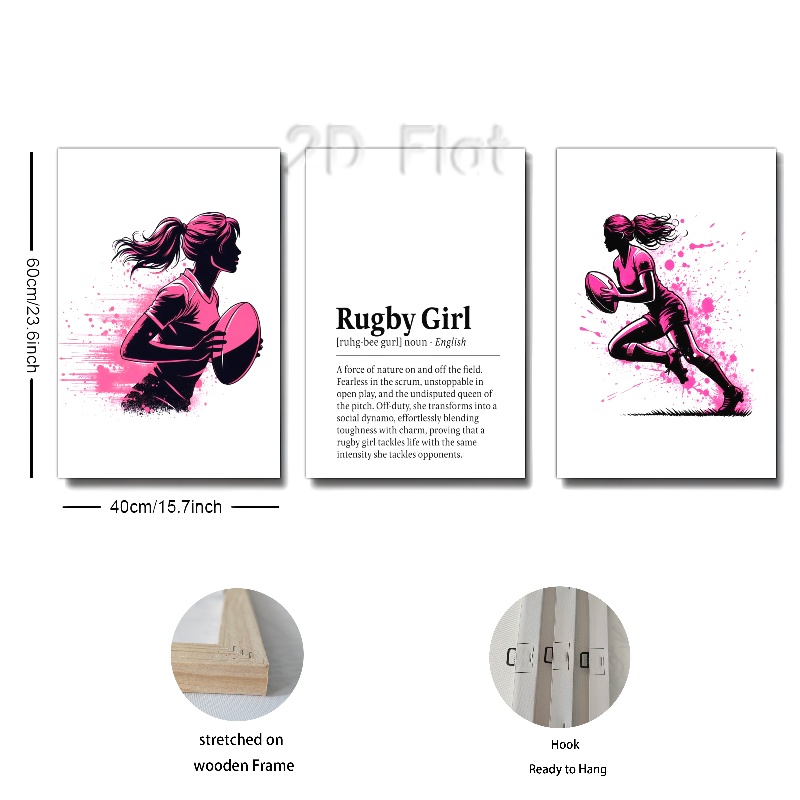 2D Flat
60cm/23.6inch
Rugby Girl
[ruhg-bee gurl] noun - English
A force of nature on and off the field.
Fearless in the scrum, unstoppable in
open play, and the undisputed queen of
the pitch. Off-duty, she transforms into a
social dynamo, effortlessly blending
toughness with charm, proving that a
rugby girl tackles life with the same
intensity she tackles opponents.
40cm/15.7inch
stretched on
wooden Frame
Hook
Ready to Hang